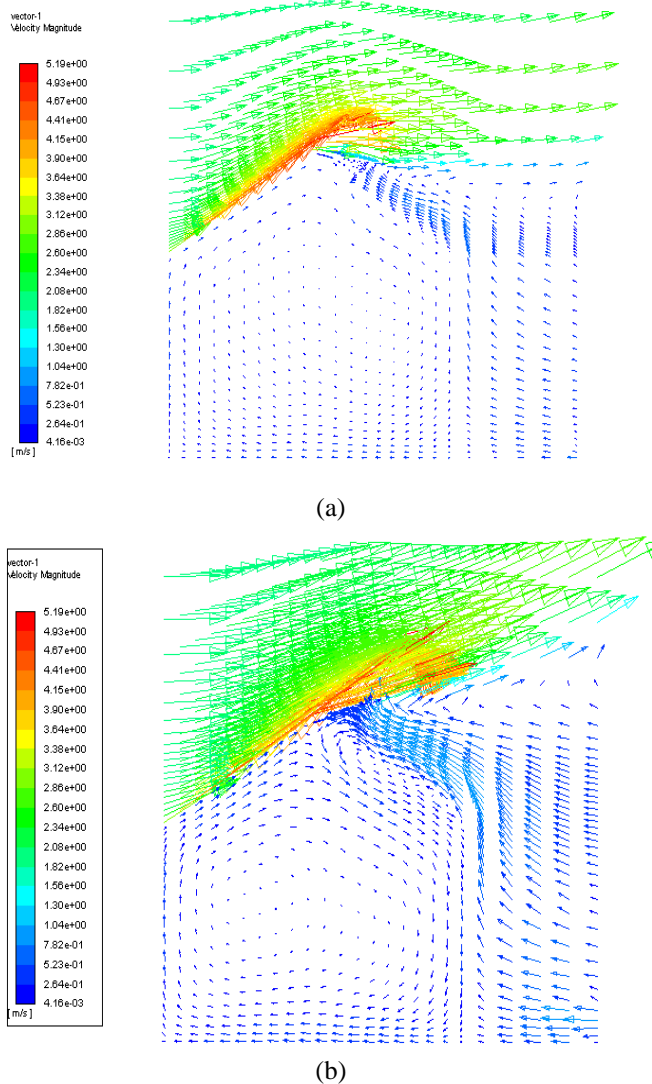 vector-1
Velocity Magnitude
5.19e+00
4.93e+00
4.67e+00
4.41e+00
4.15e+00
3.90e+00
3.64e+00
3.38e+00
3.12e+00
2.86e+00
2.60e+00
2.34e+00
2.08e+00
1.82e+00
1.56e+00
1.30e+00
1.04e+00
7.82e-01
5.23e-01
2.64e-01
4.16e-03
[ m/s ]
(a)
vector-1
Velocity Magnitude
5.19e+00
4.93e+00
4.67e+00
4.41e+00
4.15e+00
3.90e+00
3.64e+00
3.38e+00
3.12e+00
2.86e+00
2.60e+00
2.34e+00
2.08e+00
1.82e+00
1.56e+00
1.30e+00
1.04e+00
7.82e-01
5.23e-01
2.64e-01
4.16e-03
[m/s ]
(b)